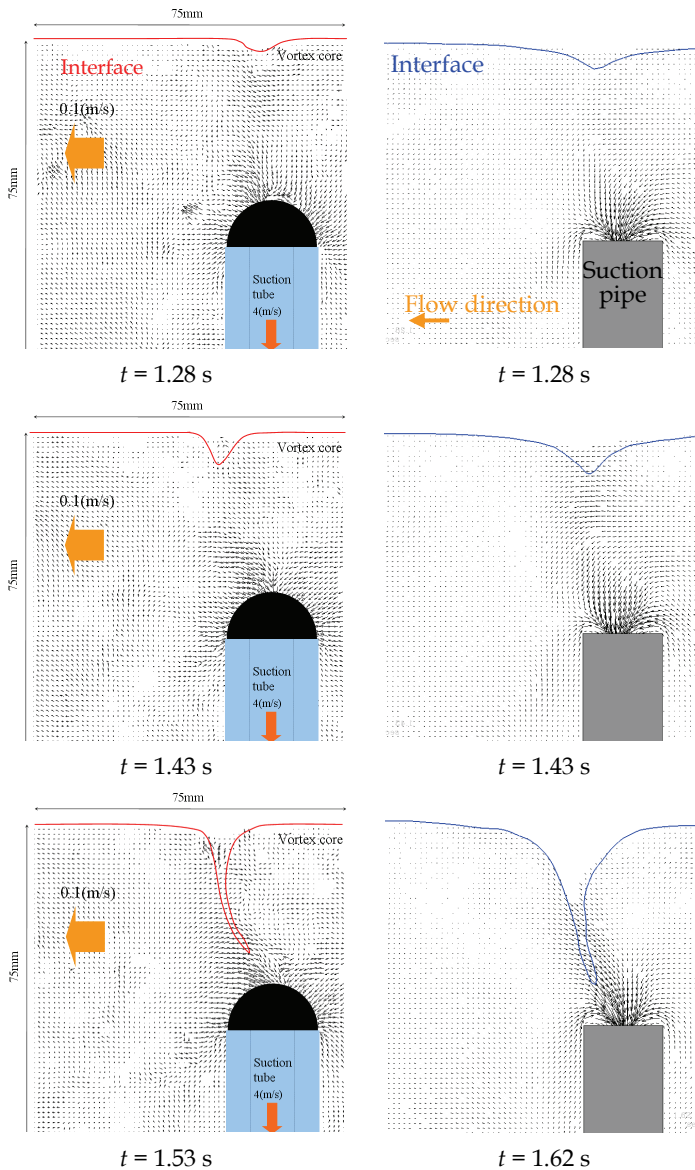 75mm
Interface
Vortex core
0.1(m/s)
75mm
Suction
tube
4(m/s)
t = 1.28 s
Interface
Suction
pipe
Flow direction
t = 1.28 s
75mm
Vortex core
0.1(m/s)
75mm
Suction
tube
4(m/s)
t = 1.43 s
t = 1.43 s
75mm
Vortex core
0.1(m/s)
75mm
Suction
tube
4(m/s)
t = 1.53 s
t = 1.62 s